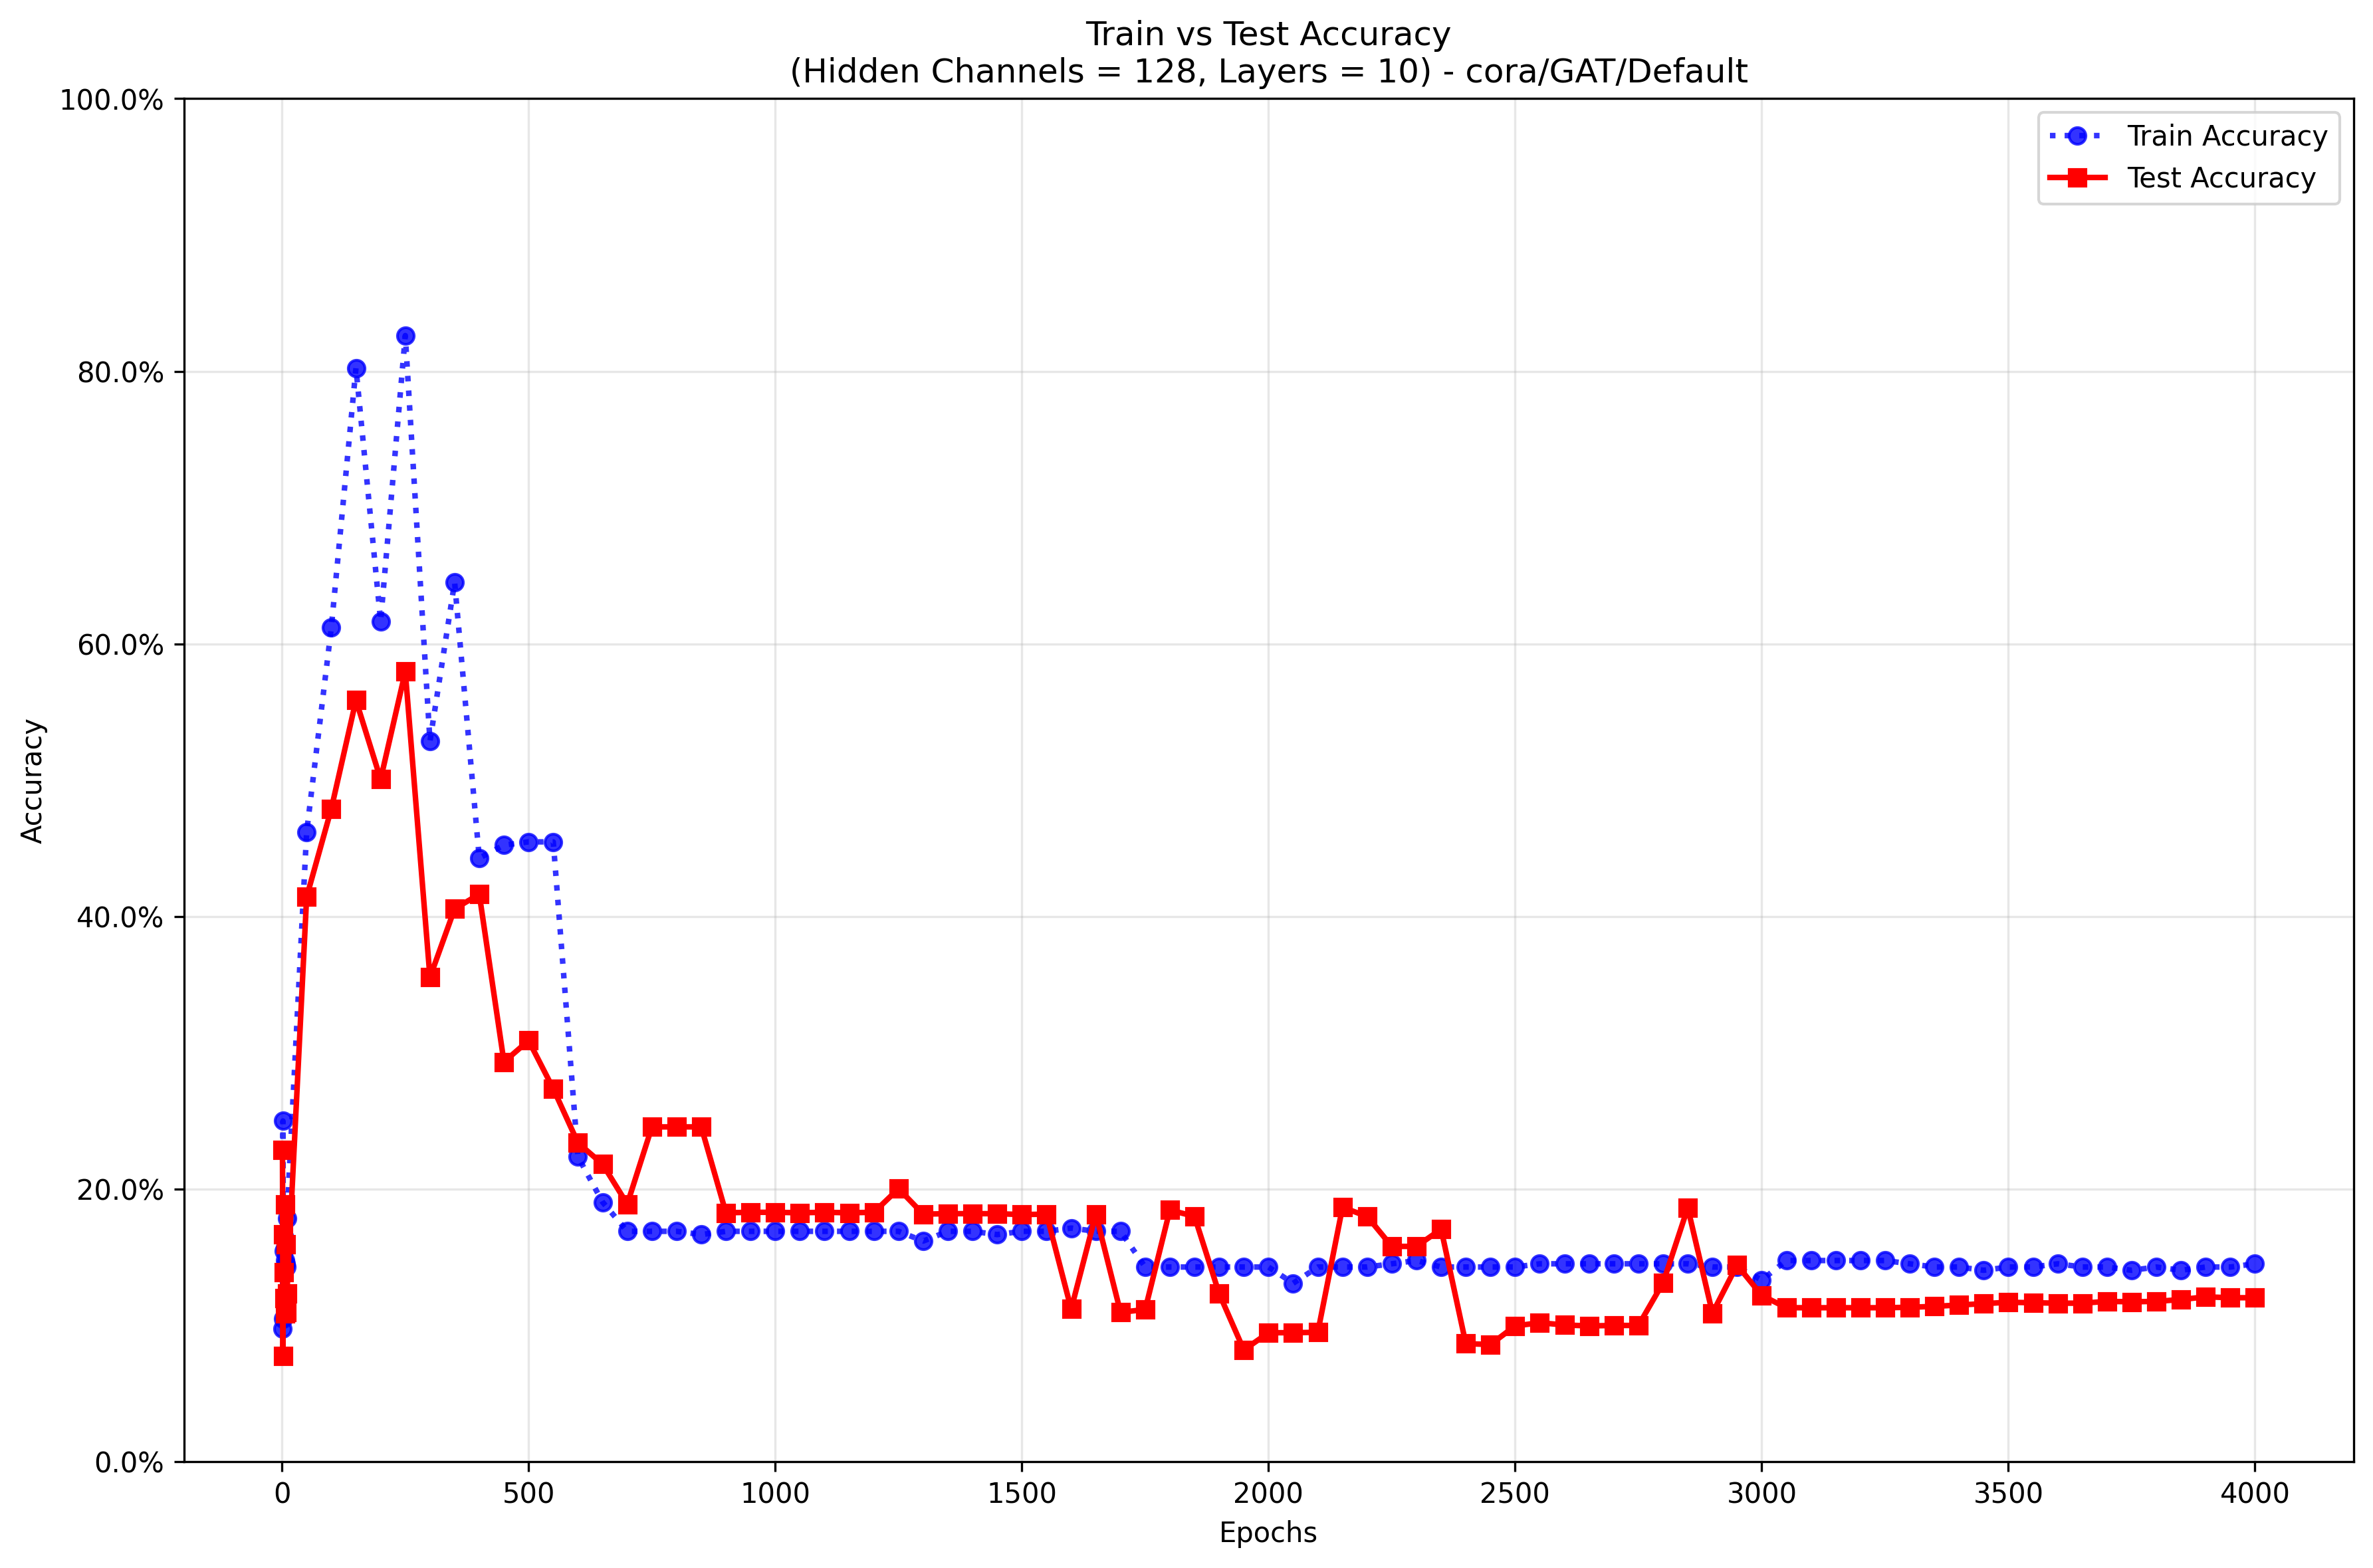 Train vs Test Accuracy
(Hidden Channels = 128, Layers = 10) - cora/GAT/Default
100.0%
80.0%
60.0%
40.0%
20.0%
0.0%
Accuracy
Train Accuracy
Test Accuracy
0
500
1000
1500
2000
2500
3000
3500
4000
Epochs